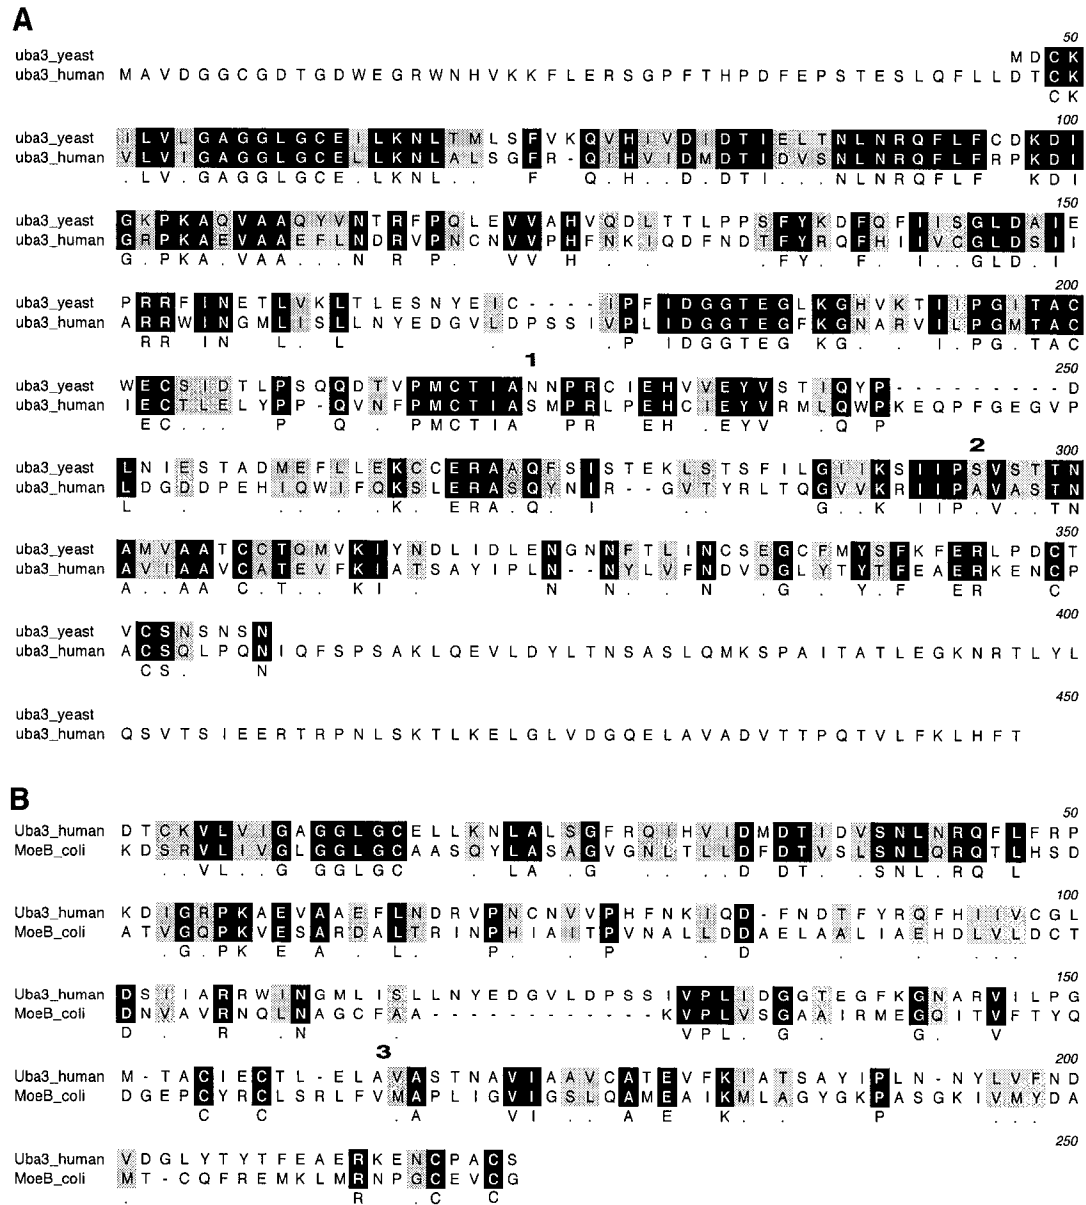 A
50
uba3_yeast M D C K
uba3_human M A V D G G C G D T G D W E G R W N H V K K F L E R S G P F T H P D F E P S T E S L Q F L L D T C K
C K
100
uba3_yeast I L V L G A G G L G C E I L K N L T M L S F V K Q V H I V D I D T I E L T N L N R Q F L F C D K D I
uba3_human V L V I G A G G L G C E L L K N L A L S G F R - Q I H V I D M D T I D V S N L N R Q F L F R P K D I
. L V . G A G G L G C E . L K N L . . F Q . H . . D . D T I . . . N L N R Q F L F K D I
150
uba3_yeast G K P K A Q V A A Q Y V N T R F P Q L E V V A H V Q D L T T L P P S F Y K D F Q F I I S G L D A I E
uba3_human G R P K A E V A A E F L N D R V P N C N V V P H F N K I Q D F N D T F Y R Q F H I I V C G L D S I I
G . P K A . V A A . . . N R P . V V H . . . F Y . F . I . . G L D . I
200
uba3_yeast P R R F I N E T L V K L T L E S N Y E I C - - - - I P F I D G G T E G L K G H V K T I I P G I T A C
uba3_human A R R W I N G M L I S L L N Y E D G V L D P S S I V P L I D G G T E G F K G N A R V I L P G M T A C
R R I N L . L . . P I D G G T E G K G . I . P G . T A C
1
250
uba3_yeast W E C S I D T L P S Q Q D T V P M C T I A N N P R C I E H V V E Y V S T I Q Y P - - - - - - - - - D
uba3_human I E C T L E L Y P P - Q V N F P M C T I A S M P R L P E H C I E Y V R M L Q W P K E Q P F G E G V P
E C . . . P Q . P M C T I A P R E H . E Y V . Q P
2
300
uba3_yeast L N I E S T A D M E F L L E K C C E R A A Q F S I S T E K L S T S F I L G I I K S I I P S V S T T N
uba3_human L D G D D P E H I Q W I F Q K S L E R A S Q Y N I R - - G V T Y R L T Q G V V K R I I P A V A S T N
L . . . . K . E R A . Q . I . . G . . K I I P . V . . T N
350
uba3_yeast A M V A A T C C T Q M V K I Y N D L I D L E N G N N F T L I N C S E G C F M Y S F K F E R L P D C T
uba3_human A V I A A V C A T E V F K I A T S A Y I P L N - - N Y L V F N D V D G L Y T Y T F E A E R K E N C P
A . . A A C . T . . K I . N N . . N . G . Y . F E R C
400
uba3_yeast V C S N S N S N
uba3_human A C S Q L P Q N I Q F S P S A K L Q E V L D Y L T N S A S L Q M K S P A I T A T L E G K N R T L Y L
C S . N
450
uba3_yeast
uba3_human Q S V T S I E E R T R P N L S K T L K E L G L V D G Q E L A V A D V T T P Q T V L F K L H F T
B
50
Uba3_human D T C K V L V I G A G G L G C E L L K N L A L S G F R Q I H V I D M D T I D V S N L N R Q F L F R P
MoeB_coli K D S R V L I V G L G G L G C A A S Q Y L A S A G V G N L T L L D F D T V S L S N L Q R Q T L H S D
. . V L . . G G G L G C . L A . G . . . . D D T . . S N L . R Q L
100
Uba3_human K D I G R P K A E V A A E F L N D R V P N C N V V P H F N K I Q D - F N D T F Y R Q F H I I V C G L
MoeB_coli A T V G Q P K V E S A R D A L T R I N P H I A I T P V N A L L D D A E L A A L I A E H D L V L D C T
. G . P K E A . L . P . . P . D . . . .
150
Uba3_human D S I I A R R W I N G M L I S L L N Y E D G V L D P S S I V P L I D G G T E G F K G N A R V I L P G
MoeB_coli D N V A V R N Q L N A G C F A A - - - - - - - - - - - - K V P L V S G A A I R M E G Q I T V F T Y Q
D . R . N . V P L . G . G . V
3
200
Uba3_human M - T A C I E C T L - E L A V A S T N A V I A A V C A T E V F K I A T S A Y I P L N - N Y L V F N D
MoeB_coli D G E P C Y R C L S R L F V M A P L I G V I G S L Q A M E A I K M L A G Y G K P A S G K I V M Y D A
C C . A V I . . A E K . . . P . . .
250
Uba3_human V D G L Y T Y T F E A E R K E N C P A C S
MoeB_coli M T - C Q F R E M K L M R N P G C E V C G
. R . C C